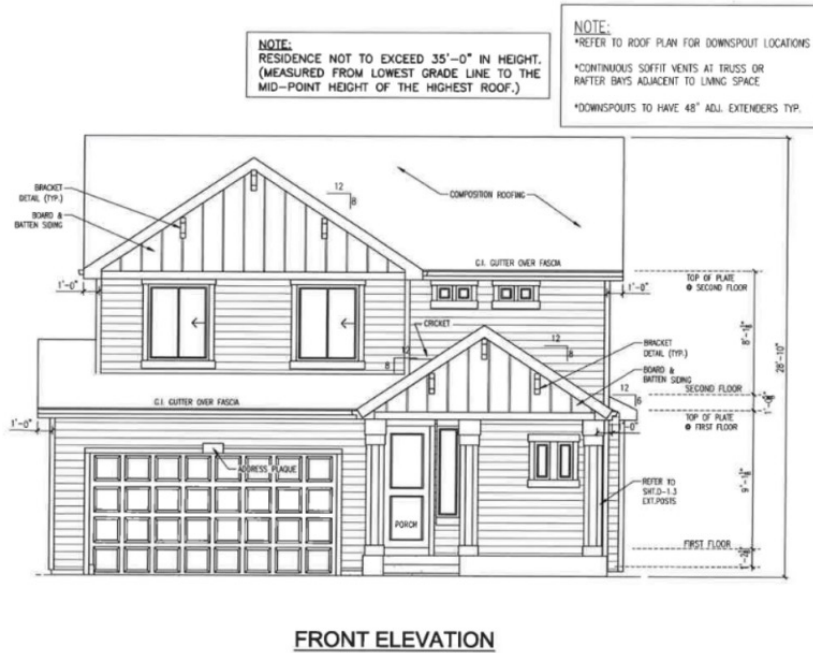 NOTE:
RESIDENCE NOT TO EXCEED 35'-0" IN HEIGHT.
(MEASURED FROM LOWEST GRADE LINE TO THE
MID-POINT HEIGHT OF THE HIGHEST ROOF.)
NOTE:
*REFER TO ROOF PLAN FOR DOWNSPOUT LOCATIONS
*CONTINUOUS SOFFIT VENTS AT TRUSS OR
RAFTER BAYS ADJACENT TO LIVING SPACE
*DOWNSPOUTS TO HAVE 48" ADJ. EXTENDERS TYP.
BRACKET
DETAIL (TYP.)
BOARD &
BATTEN SIDING
12
8
COMPOSITION ROOFING
G.I. GUTTER OVER FASCIA
1'-0"
1'-0"
TOP OF PLATE
@ SECOND FLOOR
CRICKET
12
8
12
8
BRACKET
DETAIL (TYP.)
BOARD &
BATTEN SIDING
28'-10"
SECOND FLOOR
12
6
G.I. GUTTER OVER FASCIA
1'-0"
TOP OF PLATE
@ FIRST FLOOR
ADDRESS PLAQUE
PORCH
REFER TO
SHT.D-1.3
EXT.POSTS
FIRST FLOOR
FRONT ELEVATION